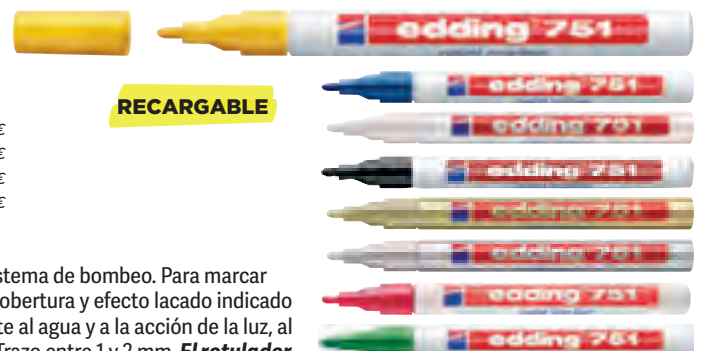 edding 751
edding 751
RECARGABLE
edding 751
€
€
edding 751
€
€
edding 751
edding 751
stema de bombeo. Para marcar
obertura y efecto lacado indicado
edding 751
te al agua y a la acción de la luz, al
Trazo entre 1 y 2 mm. El rotulador
edding 751